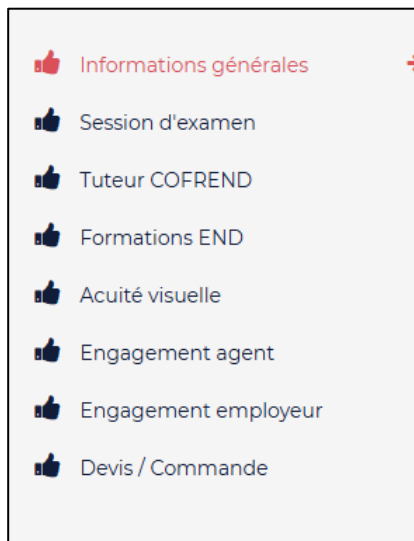 Informations générales
Session d'examen
Tuteur COFREND
Formations END
Acuité visuelle
Engagement agent
Engagement employeur
Devis / Commande